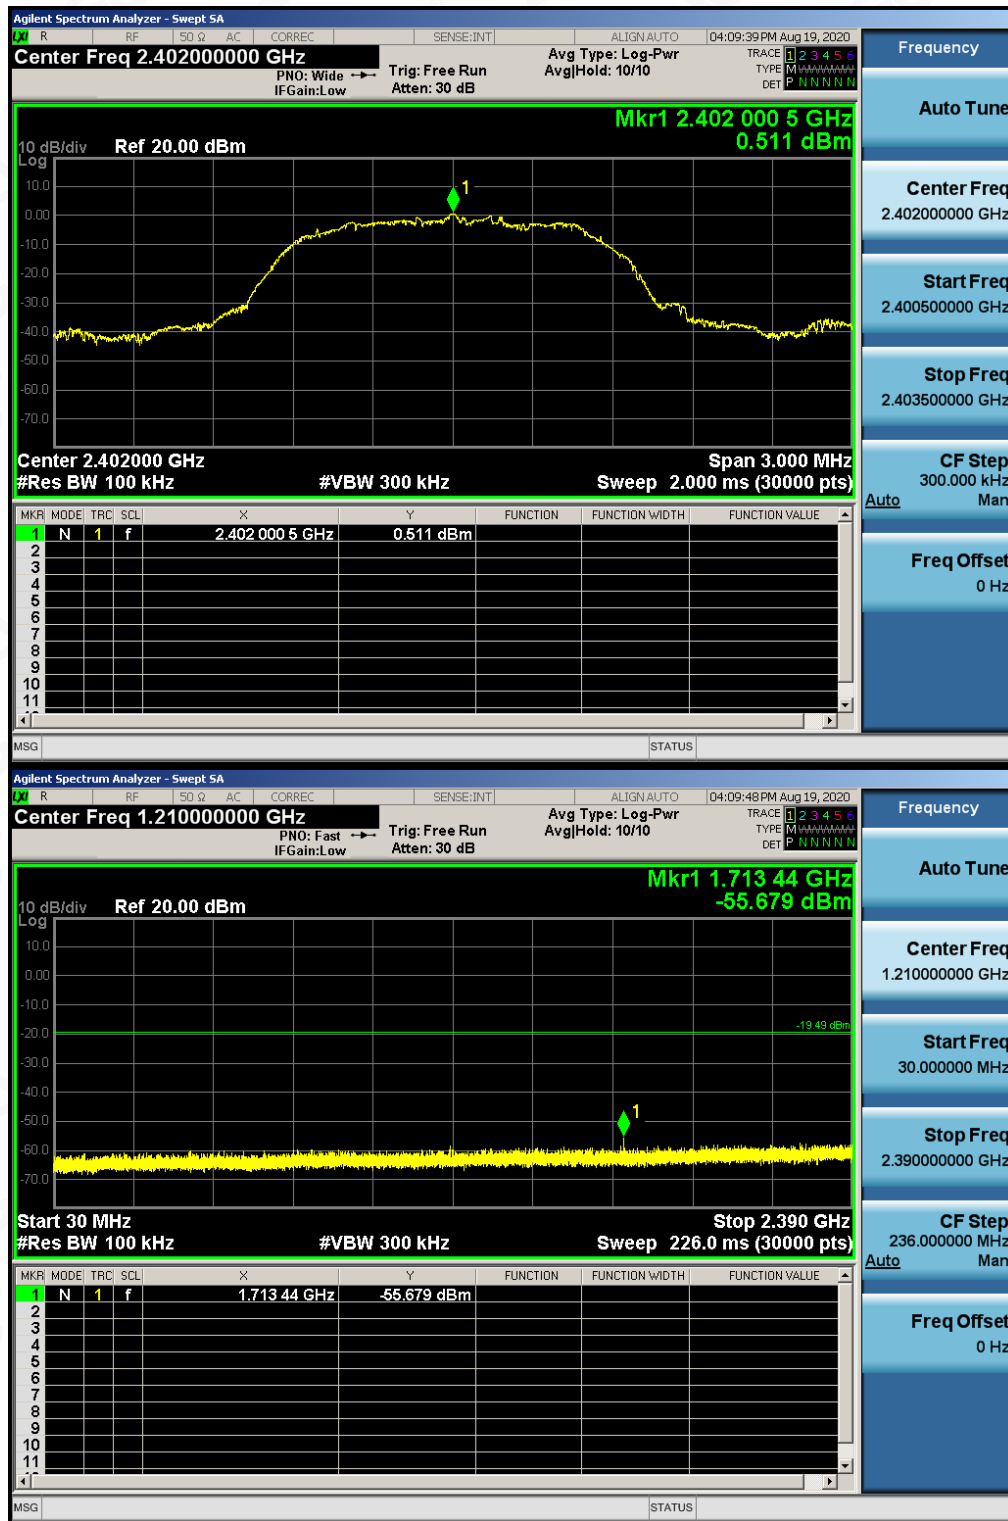 Agilent Spectrum Analyzer - Swept SA
LXI R RF 50 Ω AC CORREC SENSE:INT ALIGN AUTO 04:09:39 PM Aug 19, 2020
Center Freq 2.402000000 GHz
PNO: Wide
IFGain:Low
Trig: Free Run
Atten: 30 dB
Avg Type: Log-Pwr
Avg|Hold: 10/10
TRACE 1 2 3 4 5 6
TYPE M W W W W W
DET P N N N N N
Mkr1 2.402 000 5 GHz
0.511 dBm
10 dB/div Ref 20.00 dBm
Log
10.0
0.00
-10.0
-20.0
-30.0
-40.0
-50.0
-60.0
-70.0
1
Center 2.402000 GHz Span 3.000 MHz
#Res BW 100 kHz #VBW 300 kHz Sweep 2.000 ms (30000 pts)
MKR MODE TRC SCL X Y FUNCTION FUNCTION WIDTH FUNCTION VALUE
1 N 1 f 2.402 000 5 GHz 0.511 dBm
2
3
4
5
6
7
8
9
10
11
MSG STATUS
Frequency
Auto Tune
Center Freq
2.402000000 GHz
Start Freq
2.400500000 GHz
Stop Freq
2.403500000 GHz
CF Step
300.000 kHz
Auto Man
Freq Offset
0 Hz
Agilent Spectrum Analyzer - Swept SA
LXI R RF 50 Ω AC CORREC SENSE:INT ALIGN AUTO 04:09:48 PM Aug 19, 2020
Center Freq 1.210000000 GHz
PNO: Fast
IFGain:Low
Trig: Free Run
Atten: 30 dB
Avg Type: Log-Pwr
Avg|Hold: 10/10
TRACE 1 2 3 4 5 6
TYPE M W W W W W
DET P N N N N N
Mkr1 1.713 44 GHz
-55.679 dBm
10 dB/div Ref 20.00 dBm
Log
10.0
0.00
-10.0
-20.0
-30.0
-40.0
-50.0
-60.0
-70.0
-19.49 dBm
1
Start 30 MHz Stop 2.390 GHz
#Res BW 100 kHz #VBW 300 kHz Sweep 226.0 ms (30000 pts)
MKR MODE TRC SCL X Y FUNCTION FUNCTION WIDTH FUNCTION VALUE
1 N 1 f 1.713 44 GHz -55.679 dBm
2
3
4
5
6
7
8
9
10
11
MSG STATUS
Frequency
Auto Tune
Center Freq
1.210000000 GHz
Start Freq
30.000000 MHz
Stop Freq
2.390000000 GHz
CF Step
236.000000 MHz
Auto Man
Freq Offset
0 Hz